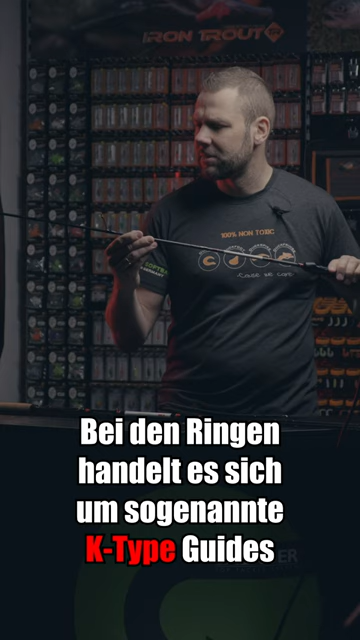 IRON TROUT
100% NON TOXIC
Bei den Ringen
handelt es sich
um sogenannte
K-Type Guides